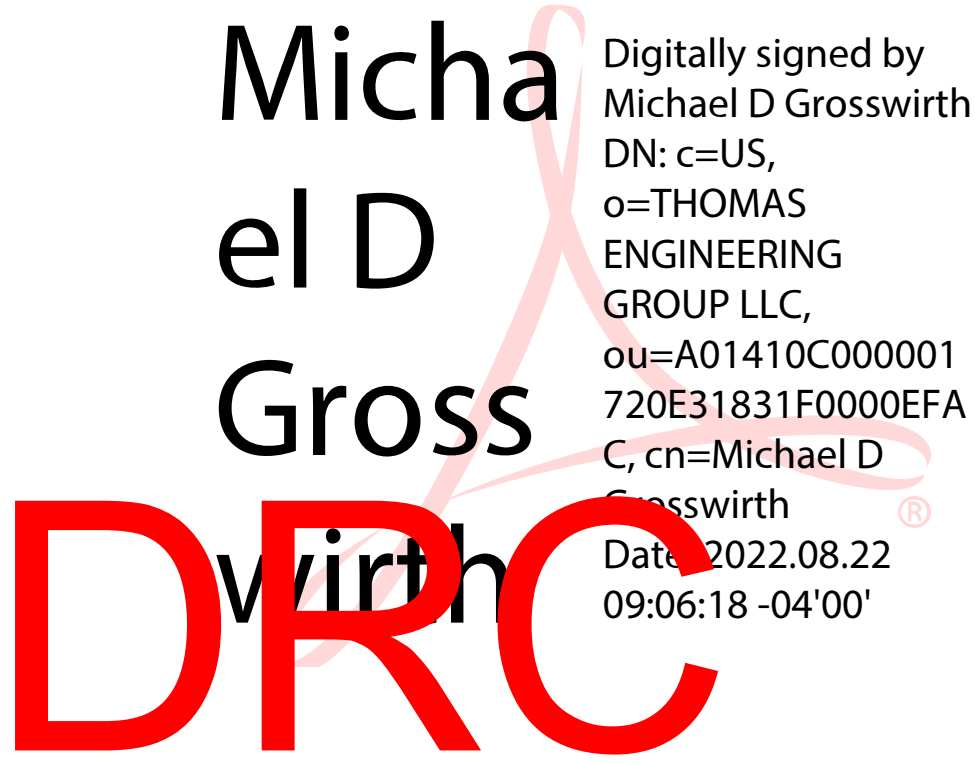 Micha
el D
Gross
wirth
Digitally signed by
Michael D Grosswirth
DN: c=US,
o=THOMAS
ENGINEERING
GROUP LLC,
ou=A01410C000001
720E31831F0000EFA
C, cn=Michael D
Grosswirth
Date: 2022.08.22
09:06:18 -04'00'
®
DRC